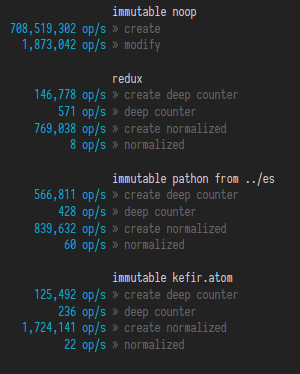 immutable noop
708,519,302 op/s » create
1,873,042 op/s » modify
redux
146,778 op/s » create deep counter
571 op/s » deep counter
769,038 op/s » create normalized
8 op/s » normalized
immutable pathon from ../es
566,811 op/s » create deep counter
428 op/s » deep counter
839,632 op/s » create normalized
60 op/s » normalized
immutable kefir.atom
125,492 op/s » create deep counter
236 op/s » deep counter
1,724,141 op/s » create normalized
22 op/s » normalized